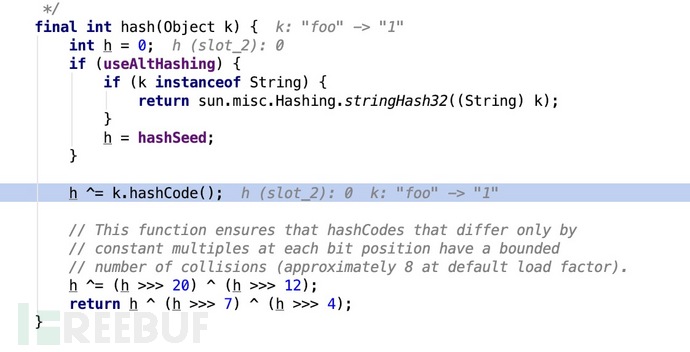 */
final int hash(Object k) {  k: "foo" -> "1"
    int h = 0;  h (slot_2): 0
    if (useAltHashing) {
        if (k instanceof String) {
            return sun.misc.Hashing.stringHash32((String) k);
        }
        h = hashSeed;
    }
    h ^= k.hashCode();  h (slot_2): 0  k: "foo" -> "1"
    // This function ensures that hashCodes that differ only by
    // constant multiples at each bit position have a bounded
    // number of collisions (approximately 8 at default load factor).
    h ^= (h >>> 20) ^ (h >>> 12);
    return h ^ (h >>> 7) ^ (h >>> 4);
}
FREEBUF